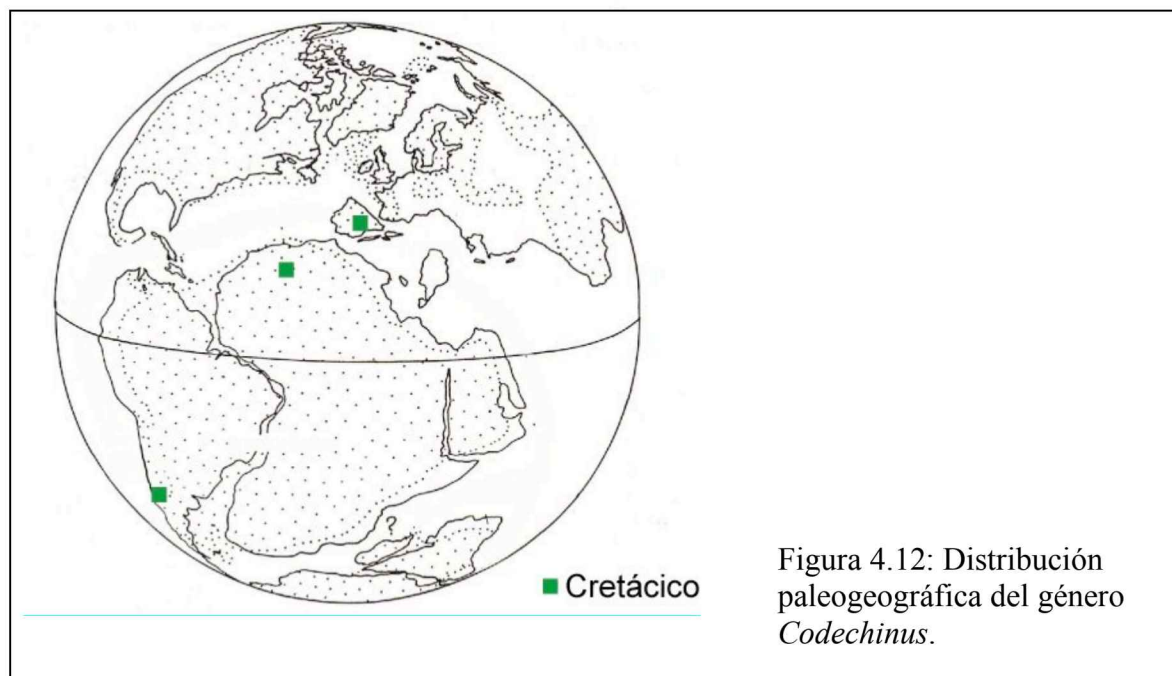 ?
Cretácico
Figura 4.12: Distribución
paleogeográfica del género
Codechinus.